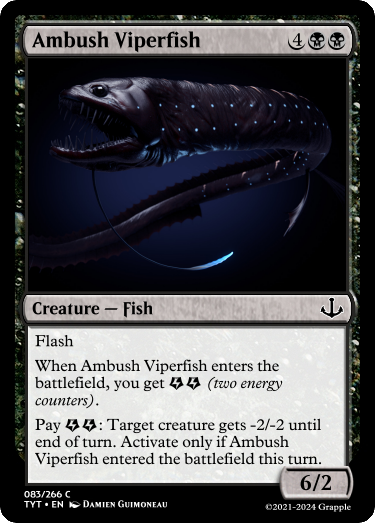 Ambush Viperfish 4
Creature — Fish
Flash
When Ambush Viperfish enters the
battlefield, you get (two energy
counters).
Pay : Target creature gets -2/-2 until
end of turn. Activate only if Ambush
Viperfish entered the battlefield this turn.
6/2
083/266 C
TYT • EN Damien Guimoneau
©2021-2024 Grapple